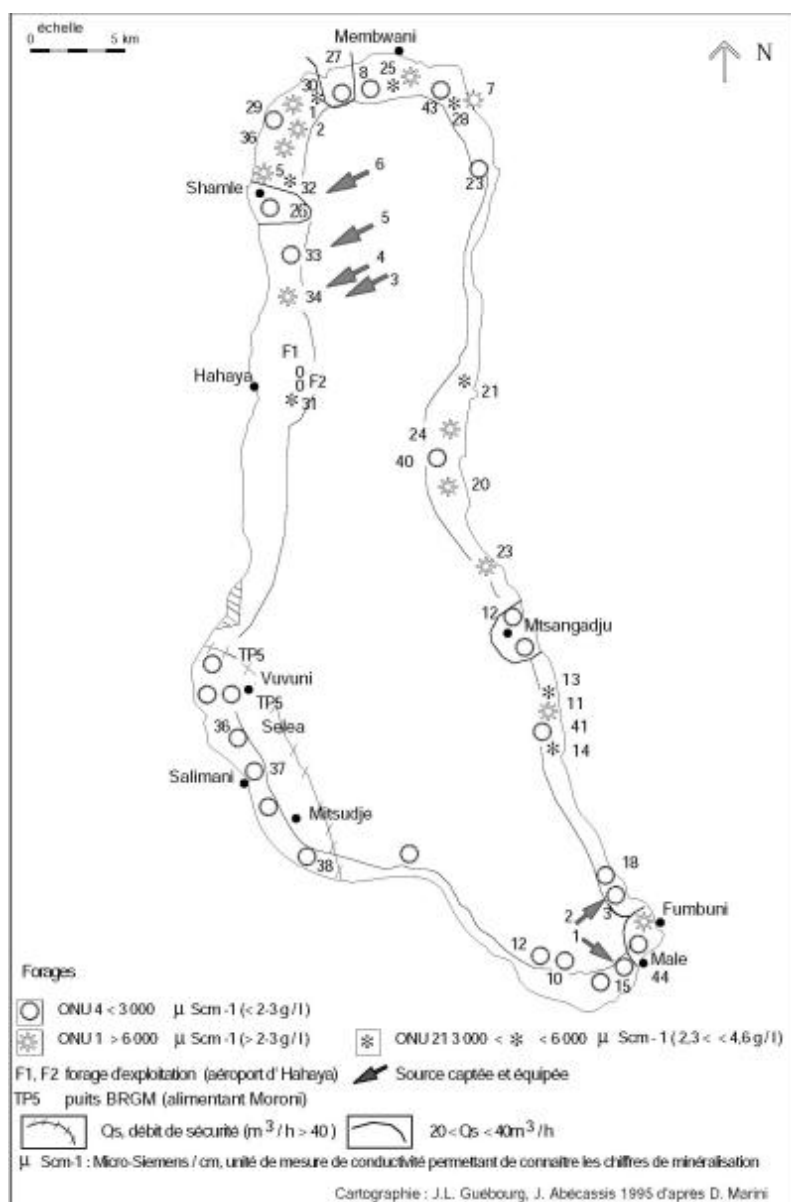 échelle
0 5 km
Membwani
N
27
30
8
25
7
29
1
43
28
36
2
23
5
32
6
Shamle
26
5
33
4
34
3
F1
0
0 F2
Hahaya
31
21
24
40
20
23
12
Mtsangadju
TP5
13
Vuvuni
11
TP5
36
Selea
41
14
37
Salimani
Mitsudje
38
18
2
3
Fumbuni
1
12
Male
10
15
44
Forages
ONU 4 < 3 000 µ Scm -1 (< 2-3 g / l )
ONU 1 > 6 000 µ Scm -1 (> 2-3 g / l )
ONU 21 3 000 < * < 6 000 µ Scm - 1 ( 2,3 < < 4,6 g / l )
F1, F2 forage d'exploitation (aéroport d' Hahaya)
Source captée et équipée
TP5 puits BRGM (alimentant Moroni)
Qs, débit de sécurité (m³/h > 40 )
20 < Qs < 40m³/h
µ Scm-1 : Micro-Siemens / cm, unité de mesure de conductivité permettant de connaitre les chiffres de minéralisation
Cartographie : J.L. Guébourg, J. Abécassis 1995 d'après D. Marini